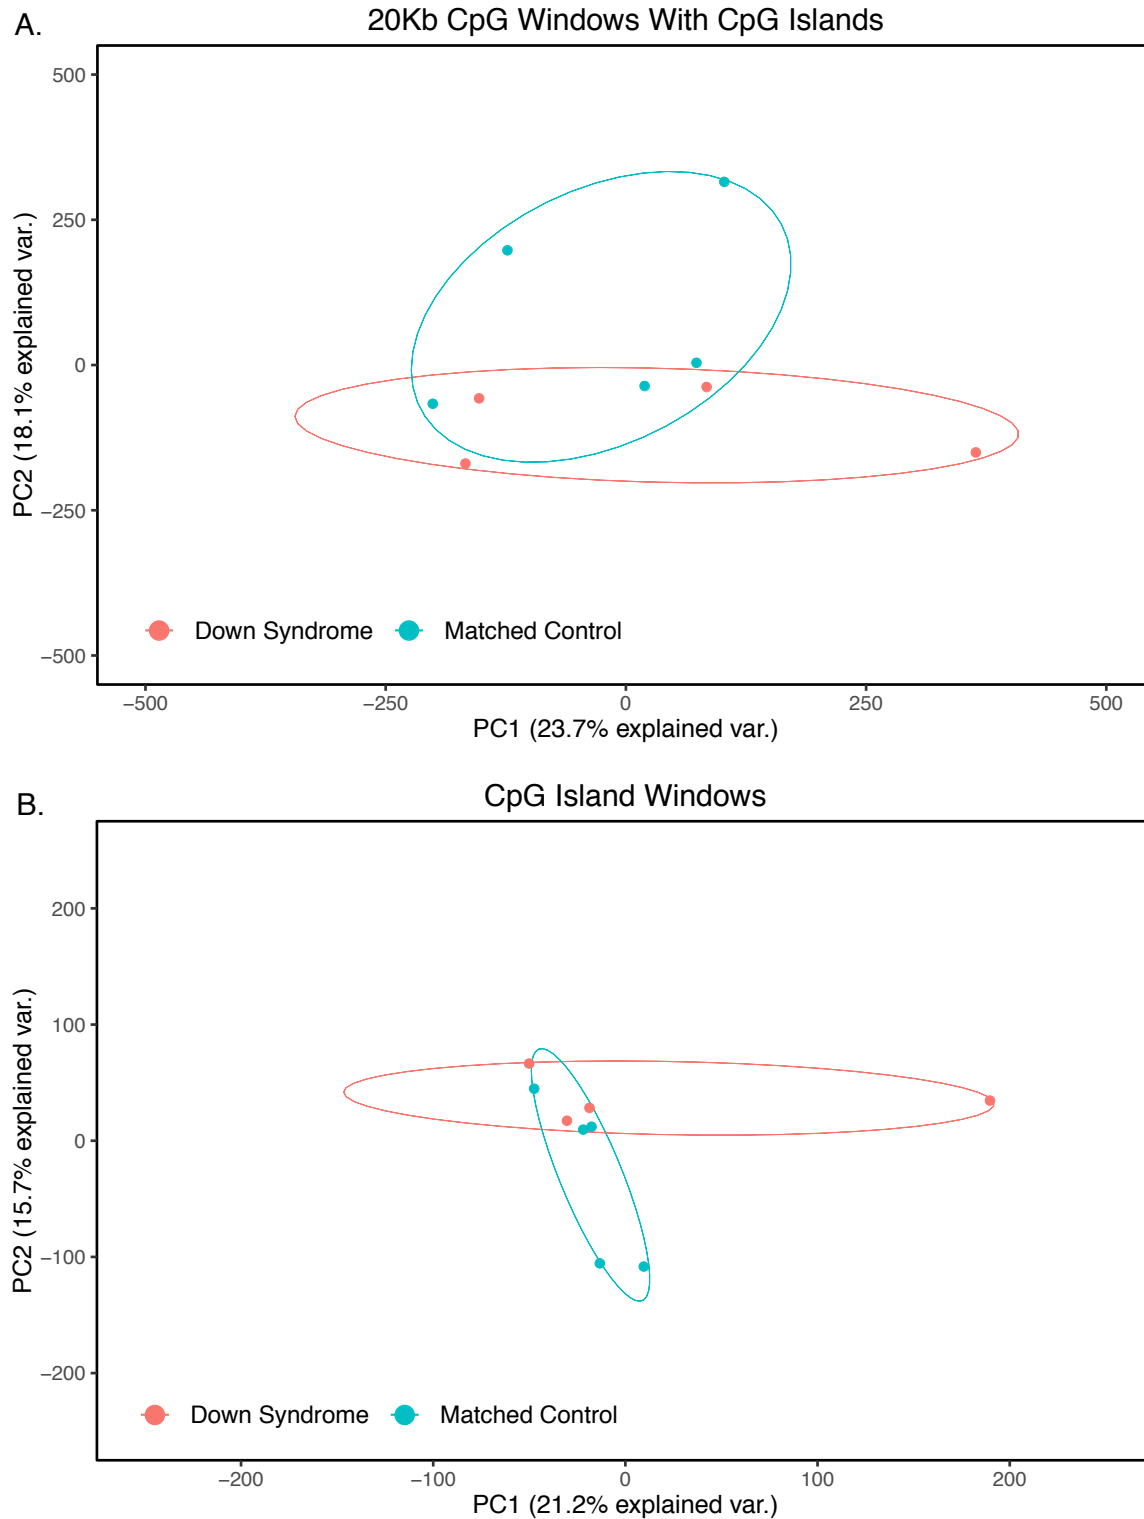 A.
20Kb CpG Windows With CpG Islands
PC2 (18.1% explained var.)
500
250
0
−250
−500
Down Syndrome Matched Control
−500 −250 0 250 500
PC1 (23.7% explained var.)
B.
CpG Island Windows
PC2 (15.7% explained var.)
200
100
0
−100
−200
Down Syndrome Matched Control
−200 −100 0 100 200
PC1 (21.2% explained var.)